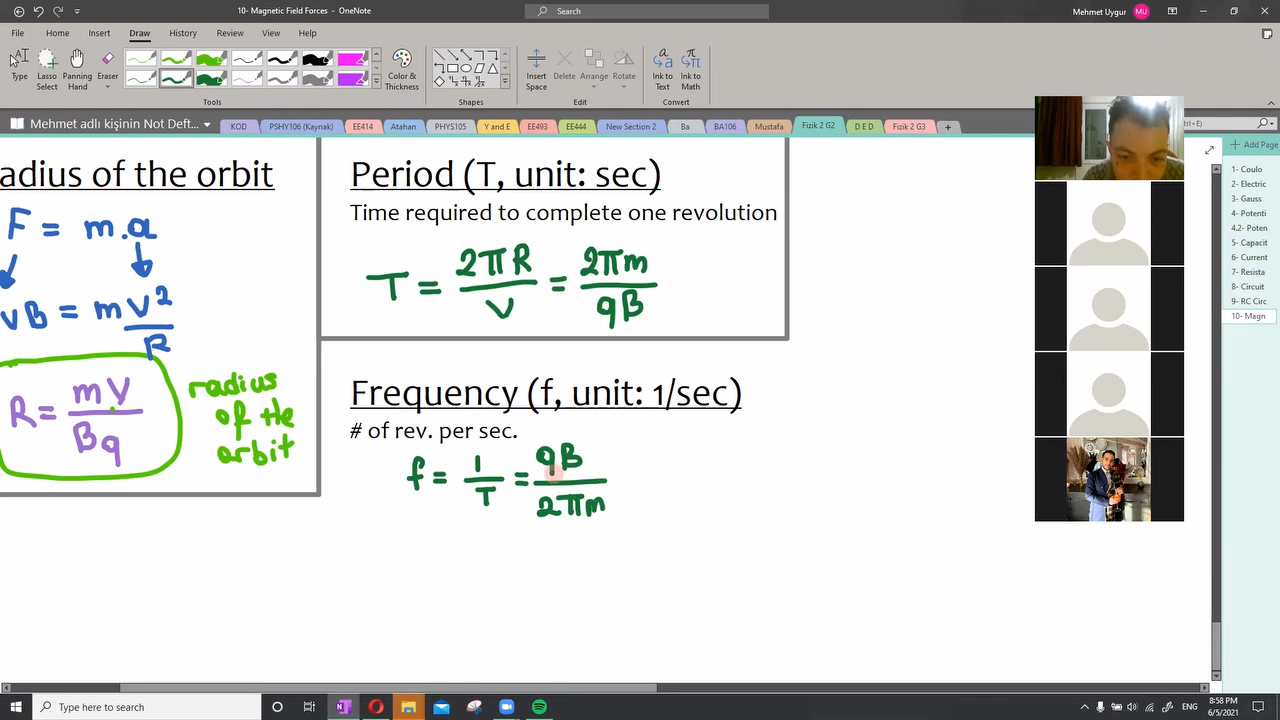 10- Magnetic Field Forces - OneNote
Search
Mehmet Uygur
MU
File Home Insert Draw History Review View Help
Type
Lasso Select
Panning Hand
Eraser
Color & Thickness
Insert Space
Delete
Arrange
Rotate
Ink to Text
Ink to Math
Tools Shapes Edit Convert
Mehmet adlı kişinin Not Deft...
KOD PSHY106 (Kaynak) EE414 Atahan PHYS105 Y and E EE493 EE444 New Section 2 Ba BA106 Mustafa Fizik 2 G2 D E D Fizik 2 G3 +
trl+E)
Add Page
1- Coulo
2- Electric
3- Gauss
4- Potenti
4.2- Poten
5- Capacit
6- Current
7- Resista
8- Circuit
9- RC Circ
10- Magn
adius of the orbit
F = m.a
vB = m v²/R
R = mV/Bq
radius
of the
orbit
Period (T, unit: sec)
Time required to complete one revolution
T = 2πR/v = 2πm/qB
Frequency (f, unit: 1/sec)
# of rev. per sec.
f = 1/T = qB/2πm
Type here to search
8:58 PM
6/5/2021